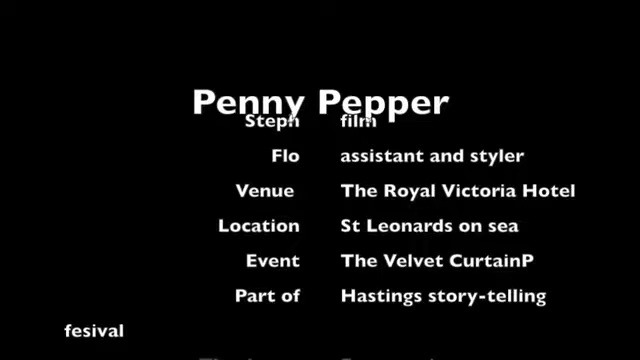 Penny Pepper
Steph film
Flo assistant and styler
Venue The Royal Victoria Hotel
Location St Leonards on sea
Event The Velvet CurtainP
Part of Hastings story-telling
fesival